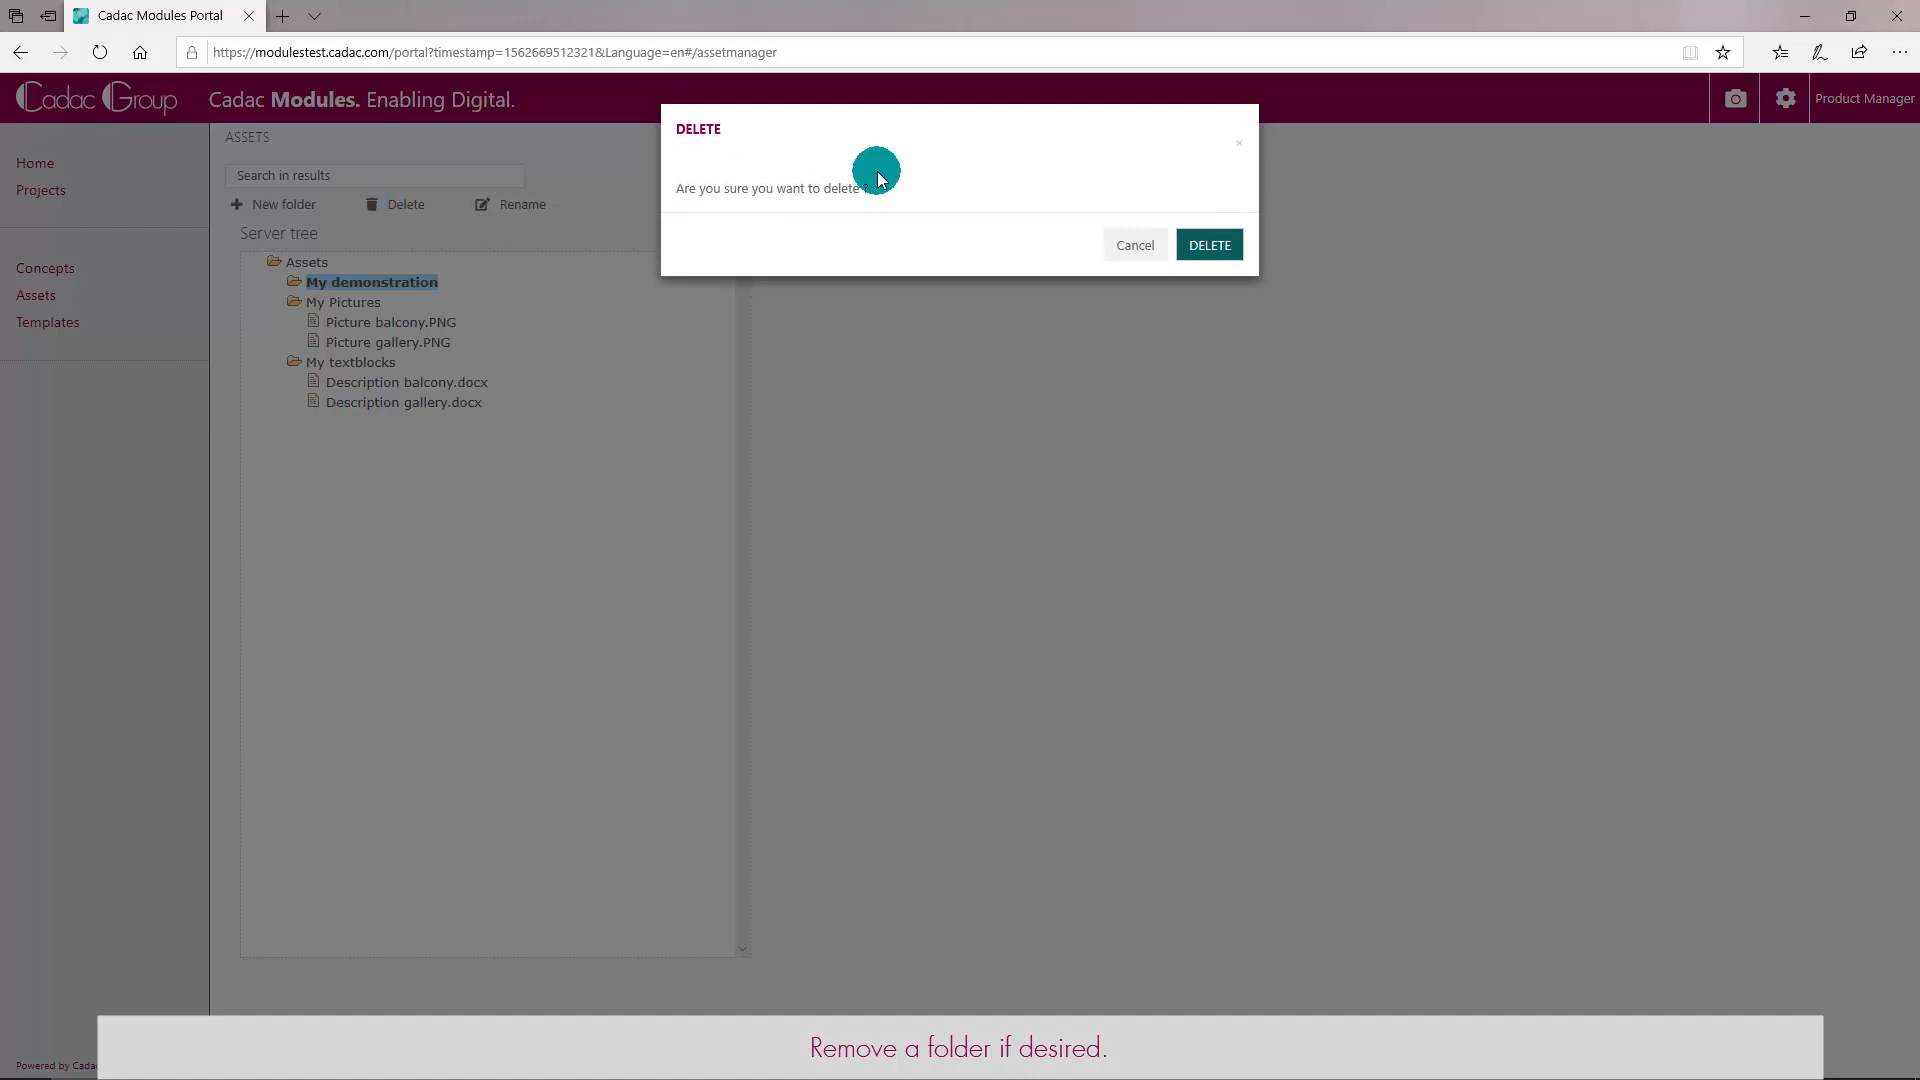 Cadac Modules Portal
https://modulestest.cadac.com/portal?timestamp=1562669512321&Language=en#/assetmanager
Cadac Group
Cadac Modules. Enabling Digital.
Product Manager
Home
Projects
Concepts
Assets
Templates
ASSETS
Search in results
New folder
Delete
Rename
Server tree
Assets
My demonstration
My Pictures
Picture balcony.PNG
Picture gallery.PNG
My textblocks
Description balcony.docx
Description gallery.docx
DELETE
Are you sure you want to delete ?
Cancel
DELETE
Powered by Cadac
Remove a folder if desired.